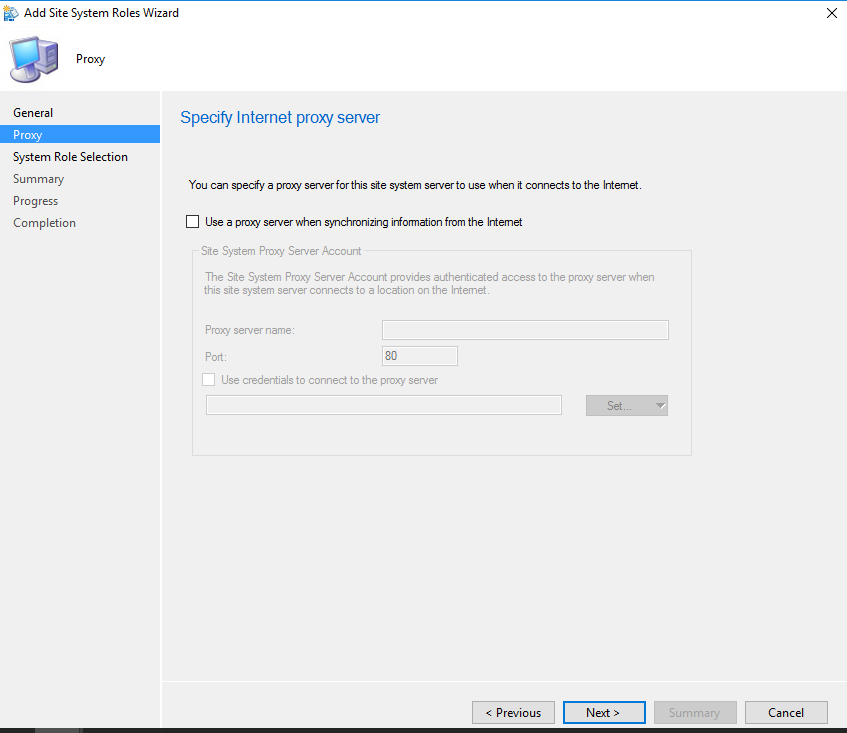 Add Site System Roles Wizard
Proxy
General
Proxy
System Role Selection
Summary
Progress
Completion
Specify Internet proxy server
You can specify a proxy server for this site system server to use when it connects to the Internet.
Use a proxy server when synchronizing information from the Internet
Site System Proxy Server Account
The Site System Proxy Server Account provides authenticated access to the proxy server when
this site system server connects to a location on the Internet.
Proxy server name:
Port: 80
Use credentials to connect to the proxy server
Set...
< Previous Next > Summary Cancel